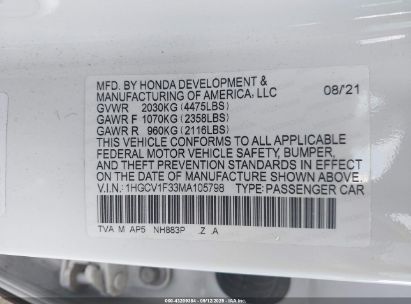 MFD. BY HONDA DEVELOPMENT &
MANUFACTURING OF AMERICA, LLC 08/21
GVWR 2030KG (4475LBS)
GAWR F 1070KG (2358LBS)
GAWR R 960KG (2116LBS)
THIS VEHICLE CONFORMS TO ALL APPLICABLE
FEDERAL MOTOR VEHICLE SAFETY, BUMPER,
AND THEFT PREVENTION STANDARDS IN EFFECT
ON THE DATE OF MANUFACTURE SHOWN ABOVE.
V.I.N.: 1HGCV1F33MA105798 TYPE: PASSENGER CAR
TVA M AP5 NH883P .Z .A